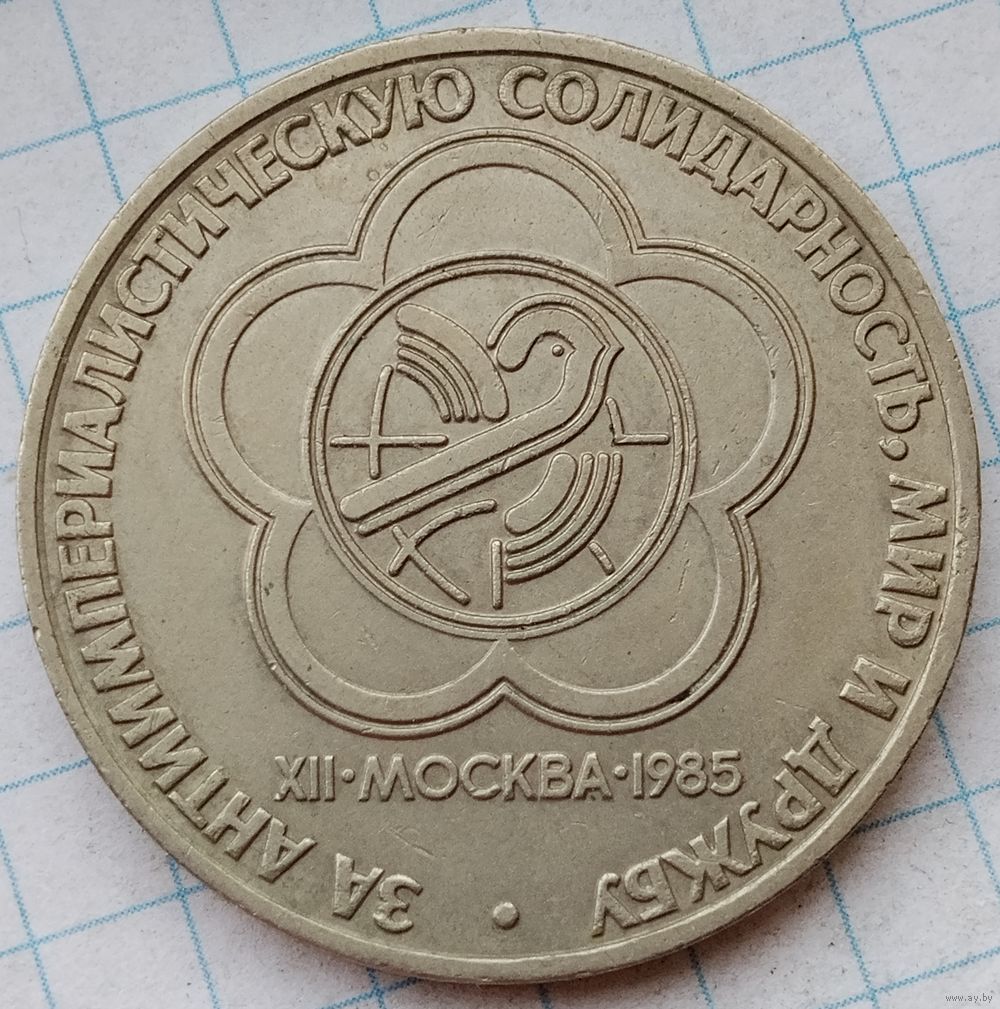 ЗА АНТИИМПЕРИАЛИСТИЧЕСКУЮ СОЛИДАРНОСТЬ, МИР И ДРУЖБУ •
XII•МОСКВА•1985
www.ay.by